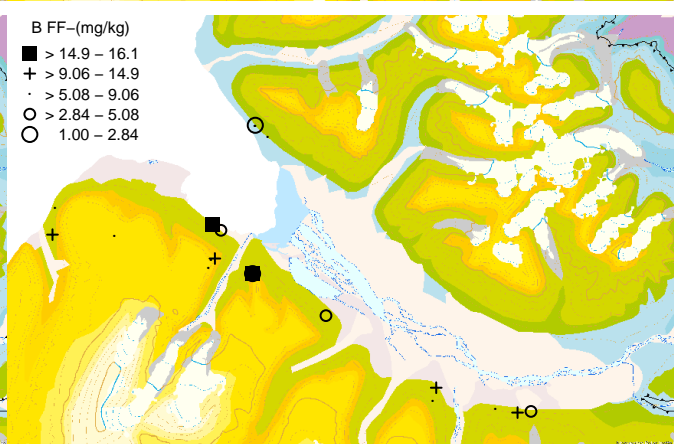 B FF−(mg/kg)
> 14.9 − 16.1
> 9.06 − 14.9
> 5.08 − 9.06
> 2.84 − 5.08
1.00 − 2.84